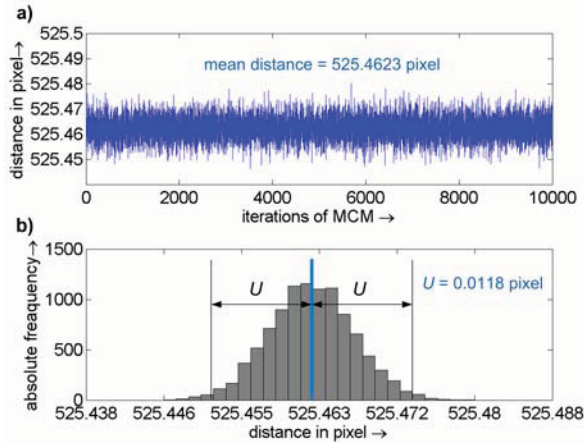 a)
525.5
525.49
525.48
525.47
525.46
525.45
distance in pixel→
mean distance = 525.4623 pixel
0 2000 4000 6000 8000 10000
iterations of MCM →
b)
1500
1000
500
0
absolute freaquency→
U U
U = 0.0118 pixel
525.438 525.446 525.455 525.463 525.472 525.48 525.488
distance in pixel →